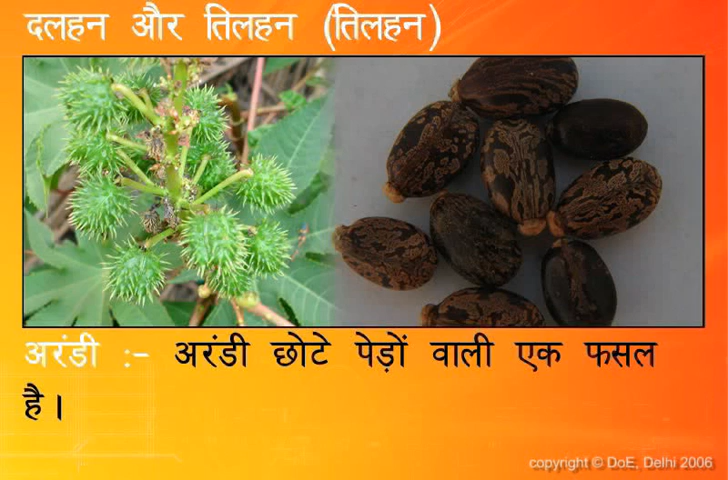 दलहन और तिलहन (तिलहन)
अरंडी :- अरंडी छोटे पेड़ों वाली एक फसल
है।
copyright © DoE, Delhi 2006